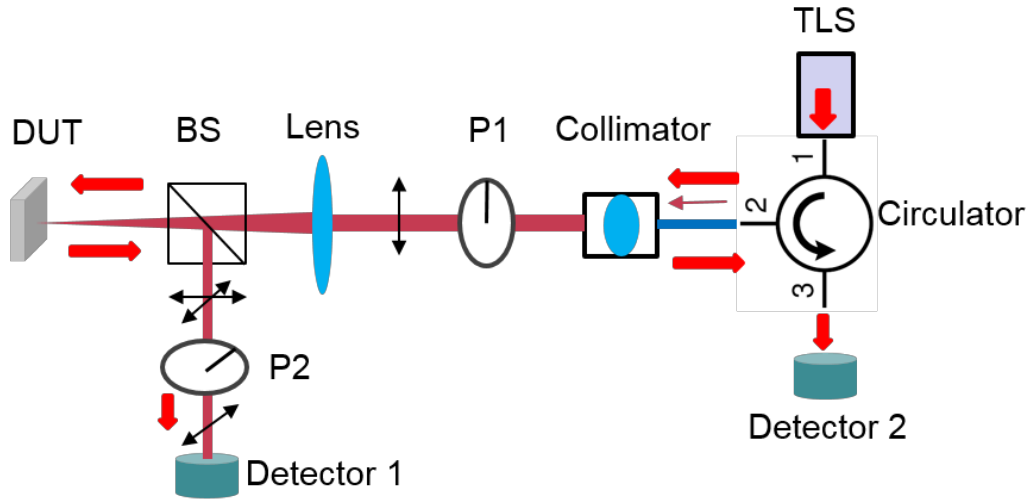 TLS
DUT
BS
Lens
P1
Collimator
1
2
Circulator
3
P2
Detector 2
Detector 1